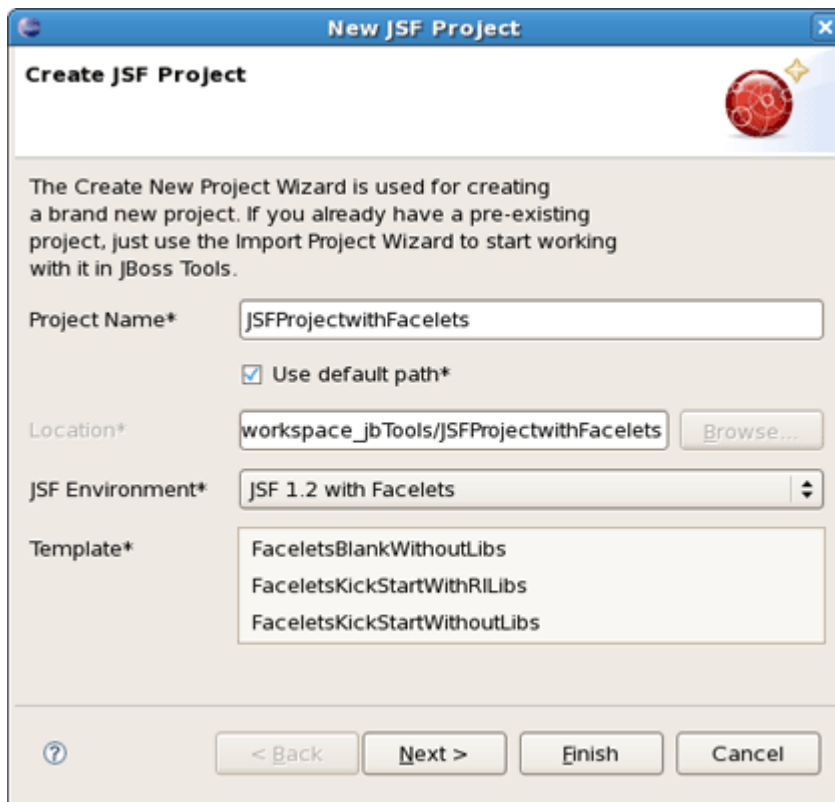 New JSF Project
Create JSF Project
The Create New Project Wizard is used for creating
a brand new project. If you already have a pre-existing
project, just use the Import Project Wizard to start working
with it in JBoss Tools.
Project Name* JSFProjectwithFacelets
Use default path*
Location* workspace_jbTools/JSFProjectwithFacelets Browse...
JSF Environment* JSF 1.2 with Facelets
Template* FaceletsBlankWithoutLibs
FaceletsKickStartWithRILibs
FaceletsKickStartWithoutLibs
? < Back Next > Finish Cancel